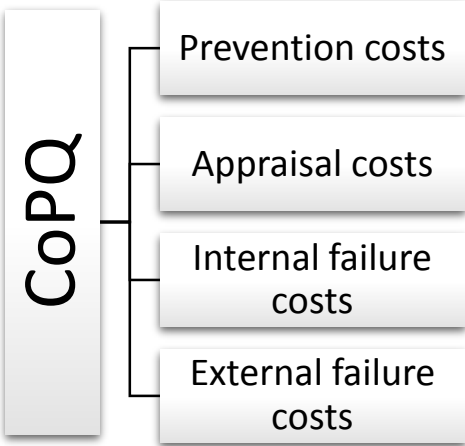 CoPQ
Prevention costs
Appraisal costs
Internal failure
costs
External failure
costs